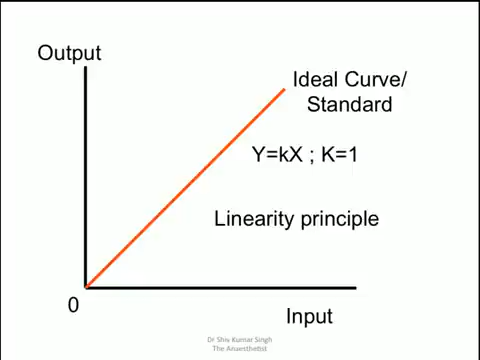 Output
Ideal Curve/
Standard
Y=kX ; K=1
Linearity principle
0
Input
Dr Shiv Kumar Singh
The Anaesthetist